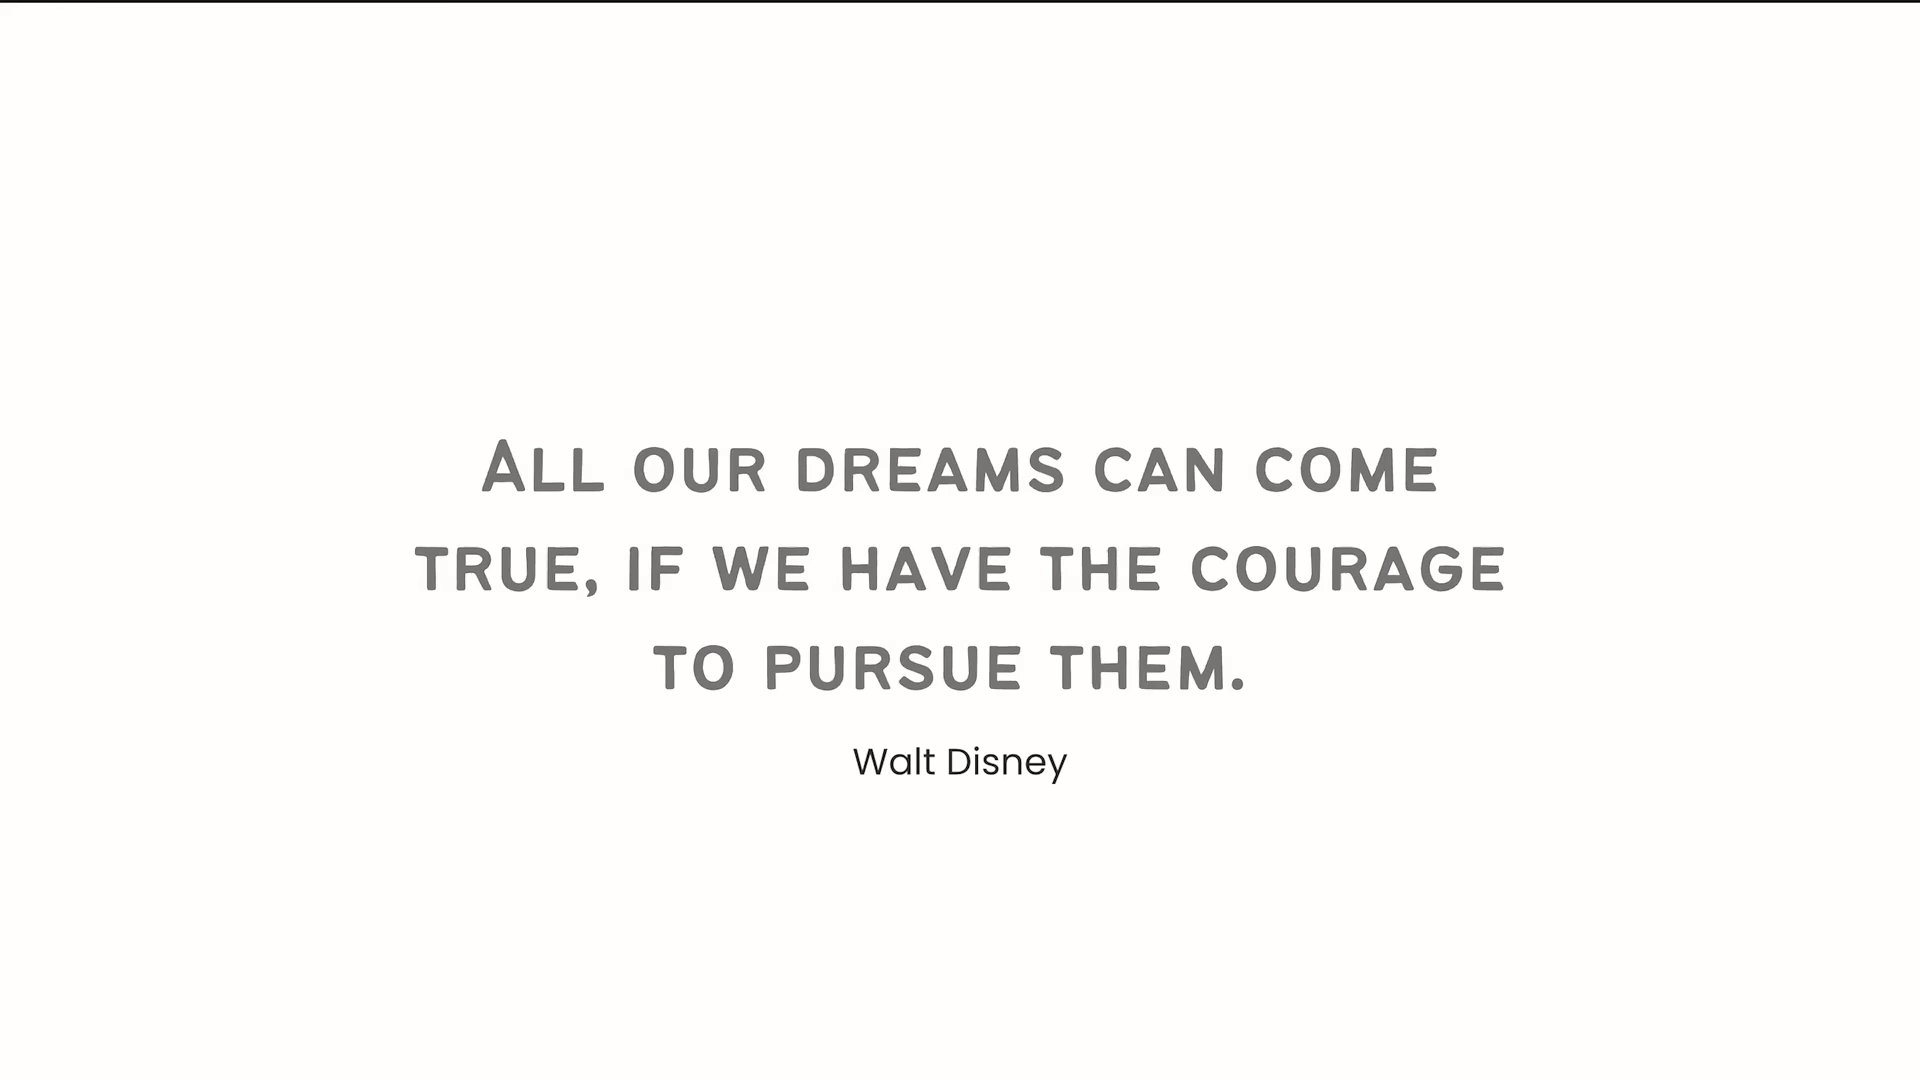 All our dreams can come
true, if we have the courage
to pursue them.
Walt Disney